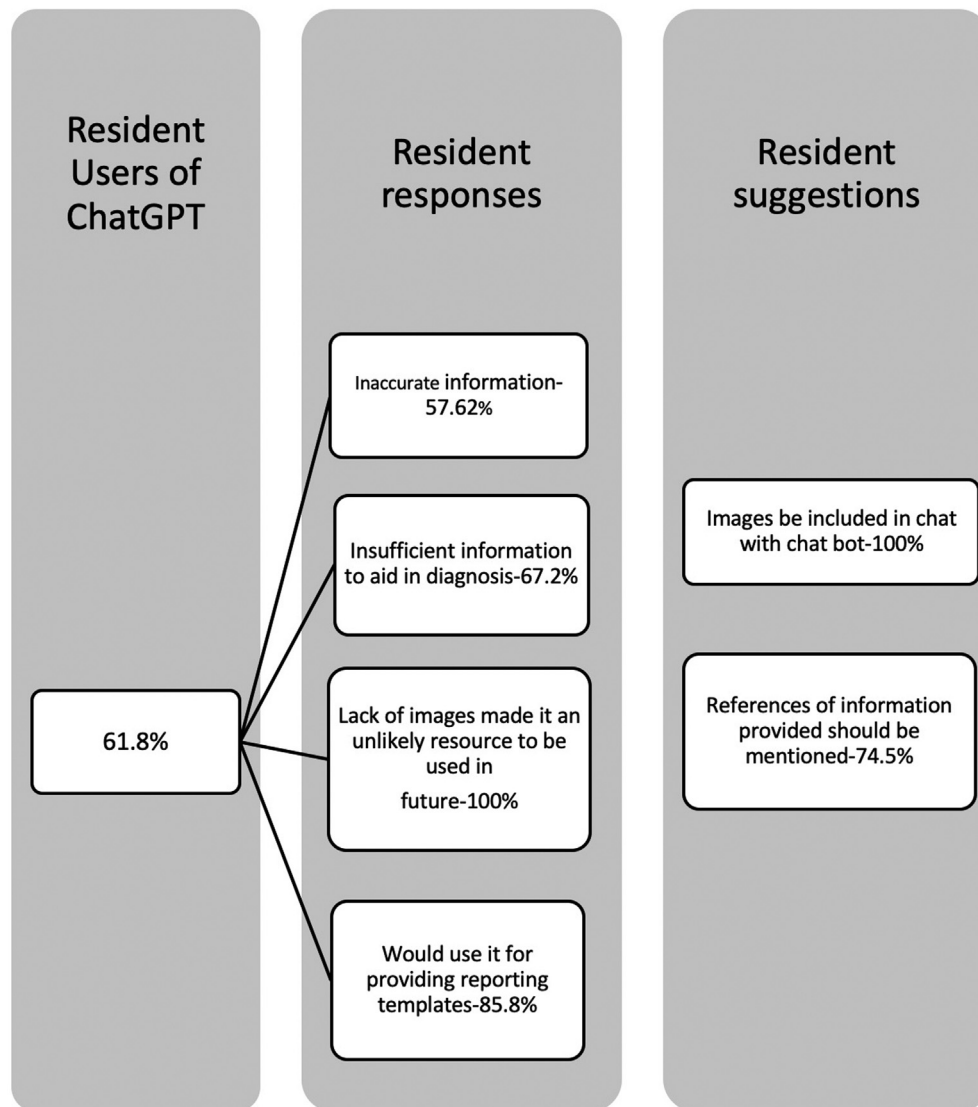 Resident
Users of
ChatGPT
61.8%
Resident
responses
Inaccurate information-
57.62%
Insufficient information
to aid in diagnosis-67.2%
Lack of images made it an
unlikely resource to be
used in
future-100%
Would use it for
providing reporting
templates-85.8%
Resident
suggestions
Images be included in chat
with chat bot-100%
References of information
provided should be
mentioned-74.5%